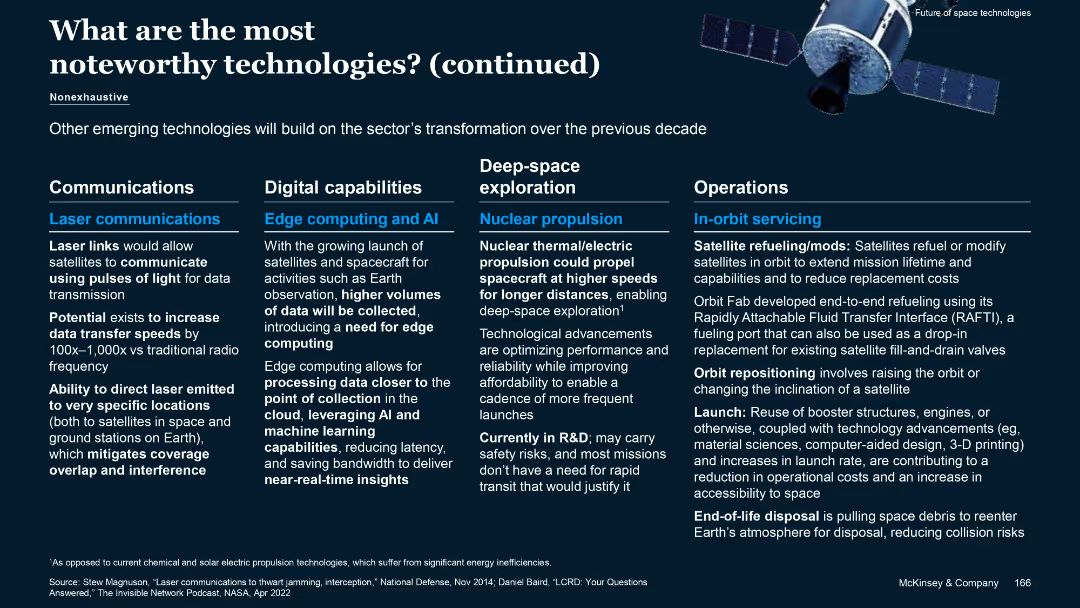 Future of space technologies
What are the most
noteworthy technologies? (continued)
Nonexhaustive
Other emerging technologies will build on the sector’s transformation over the previous decade
Communications
Laser communications
Laser links would allow
satellites to communicate
using pulses of light for data
transmission
Potential exists to increase
data transfer speeds by
100x–1,000x vs traditional radio
frequency
Ability to direct laser emitted
to very specific locations
(both to satellites in space and
ground stations on Earth),
which mitigates coverage
overlap and interference
Digital capabilities
Edge computing and AI
With the growing launch of
satellites and spacecraft for
activities such as Earth
observation, higher volumes
of data will be collected,
introducing a need for edge
computing
Edge computing allows for
processing data closer to the
point of collection in the
cloud, leveraging AI and
machine learning
capabilities, reducing latency,
and saving bandwidth to deliver
near-real-time insights
Deep-space
exploration
Nuclear propulsion
Nuclear thermal/electric
propulsion could propel
spacecraft at higher speeds
for longer distances, enabling
deep-space exploration¹
Technological advancements
are optimizing performance and
reliability while improving
affordability to enable a
cadence of more frequent
launches
Currently in R&D; may carry
safety risks, and most missions
don’t have a need for rapid
transit that would justify it
Operations
In-orbit servicing
Satellite refueling/mods: Satellites refuel or modify
satellites in orbit to extend mission lifetime and
capabilities and to reduce replacement costs
Orbit Fab developed end-to-end refueling using its
Rapidly Attachable Fluid Transfer Interface (RAFTI), a
fueling port that can also be used as a drop-in
replacement for existing satellite fill-and-drain valves
Orbit repositioning involves raising the orbit or
changing the inclination of a satellite
Launch: Reuse of booster structures, engines, or
otherwise, coupled with technology advancements (eg,
material sciences, computer-aided design, 3-D printing)
and increases in launch rate, are contributing to a
reduction in operational costs and an increase in
accessibility to space
End-of-life disposal is pulling space debris to reenter
Earth’s atmosphere for disposal, reducing collision risks
¹As opposed to current chemical and solar electric propulsion technologies, which suffer from significant energy inefficiencies.
Source: Stew Magnuson, “Laser communications to thwart jamming, interception,” National Defense, Nov 2014; Daniel Baird, “LCRD: Your Questions
Answered,” The Invisible Network Podcast, NASA, Apr 2022
McKinsey & Company 166